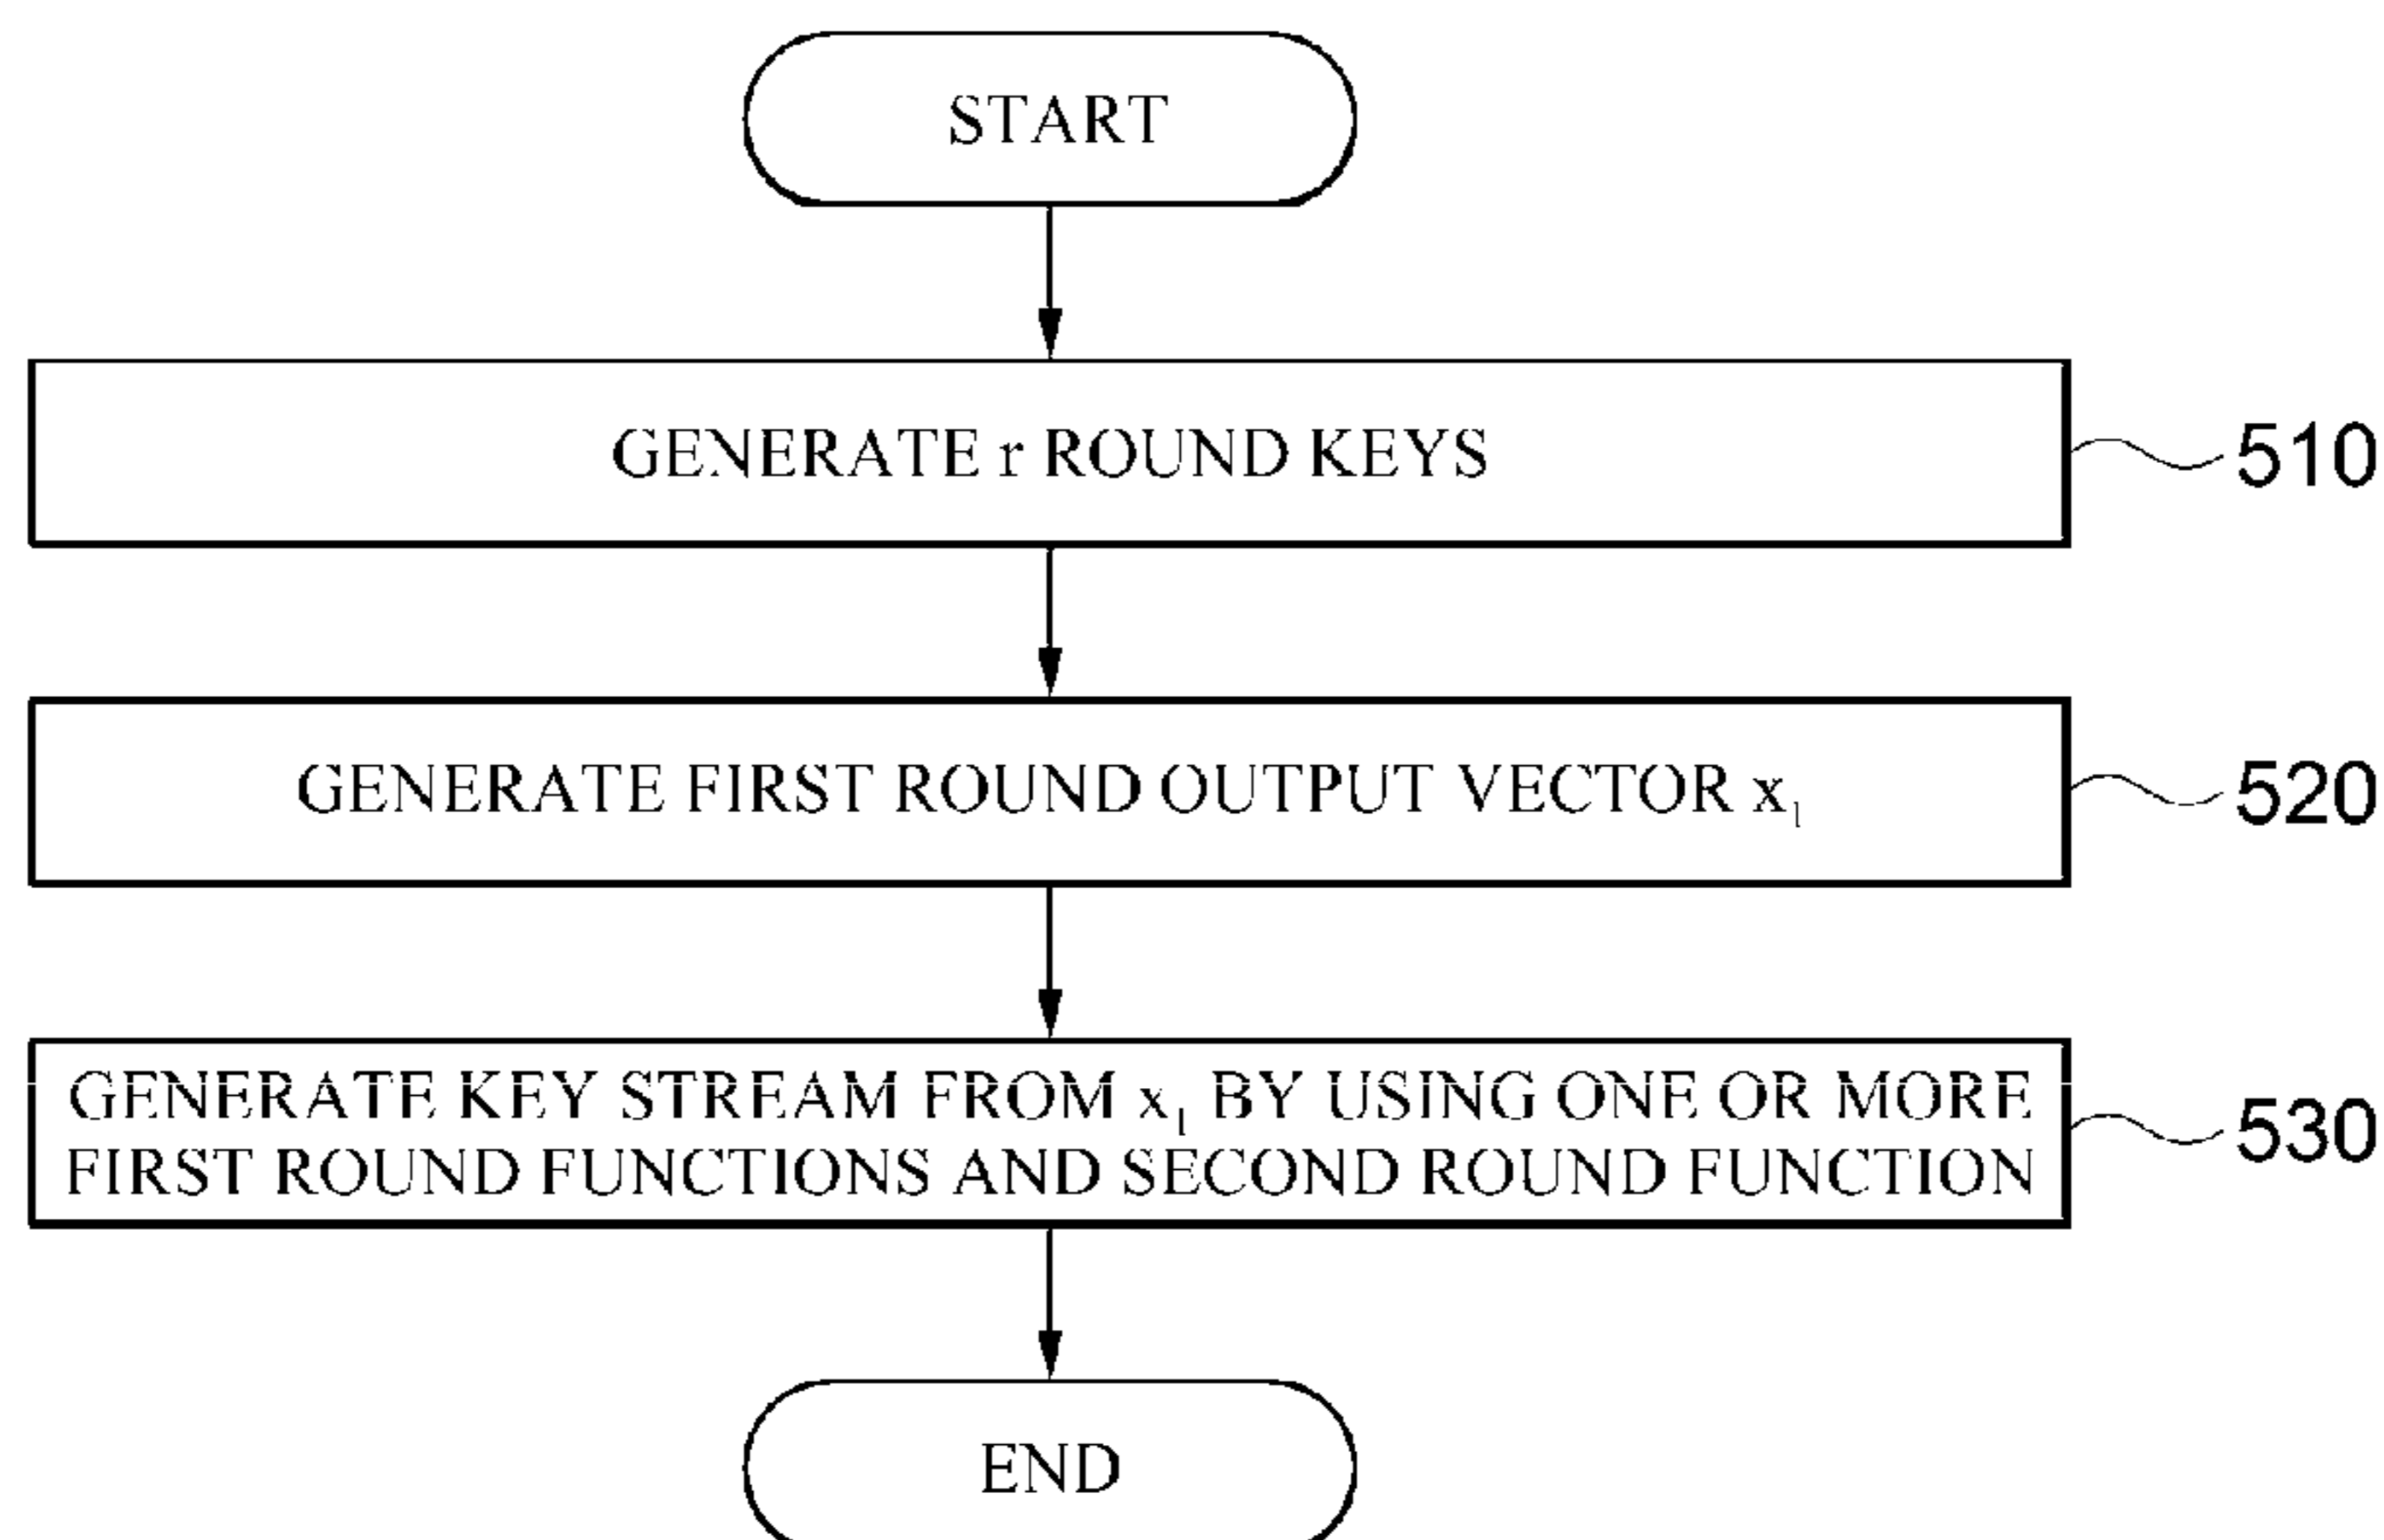 START
GENERATE r ROUND KEYS
510
GENERATE FIRST ROUND OUTPUT VECTOR x₁
520
GENERATE KEY STREAM FROM x₁ BY USING ONE OR MORE
FIRST ROUND FUNCTIONS AND SECOND ROUND FUNCTION
530
END